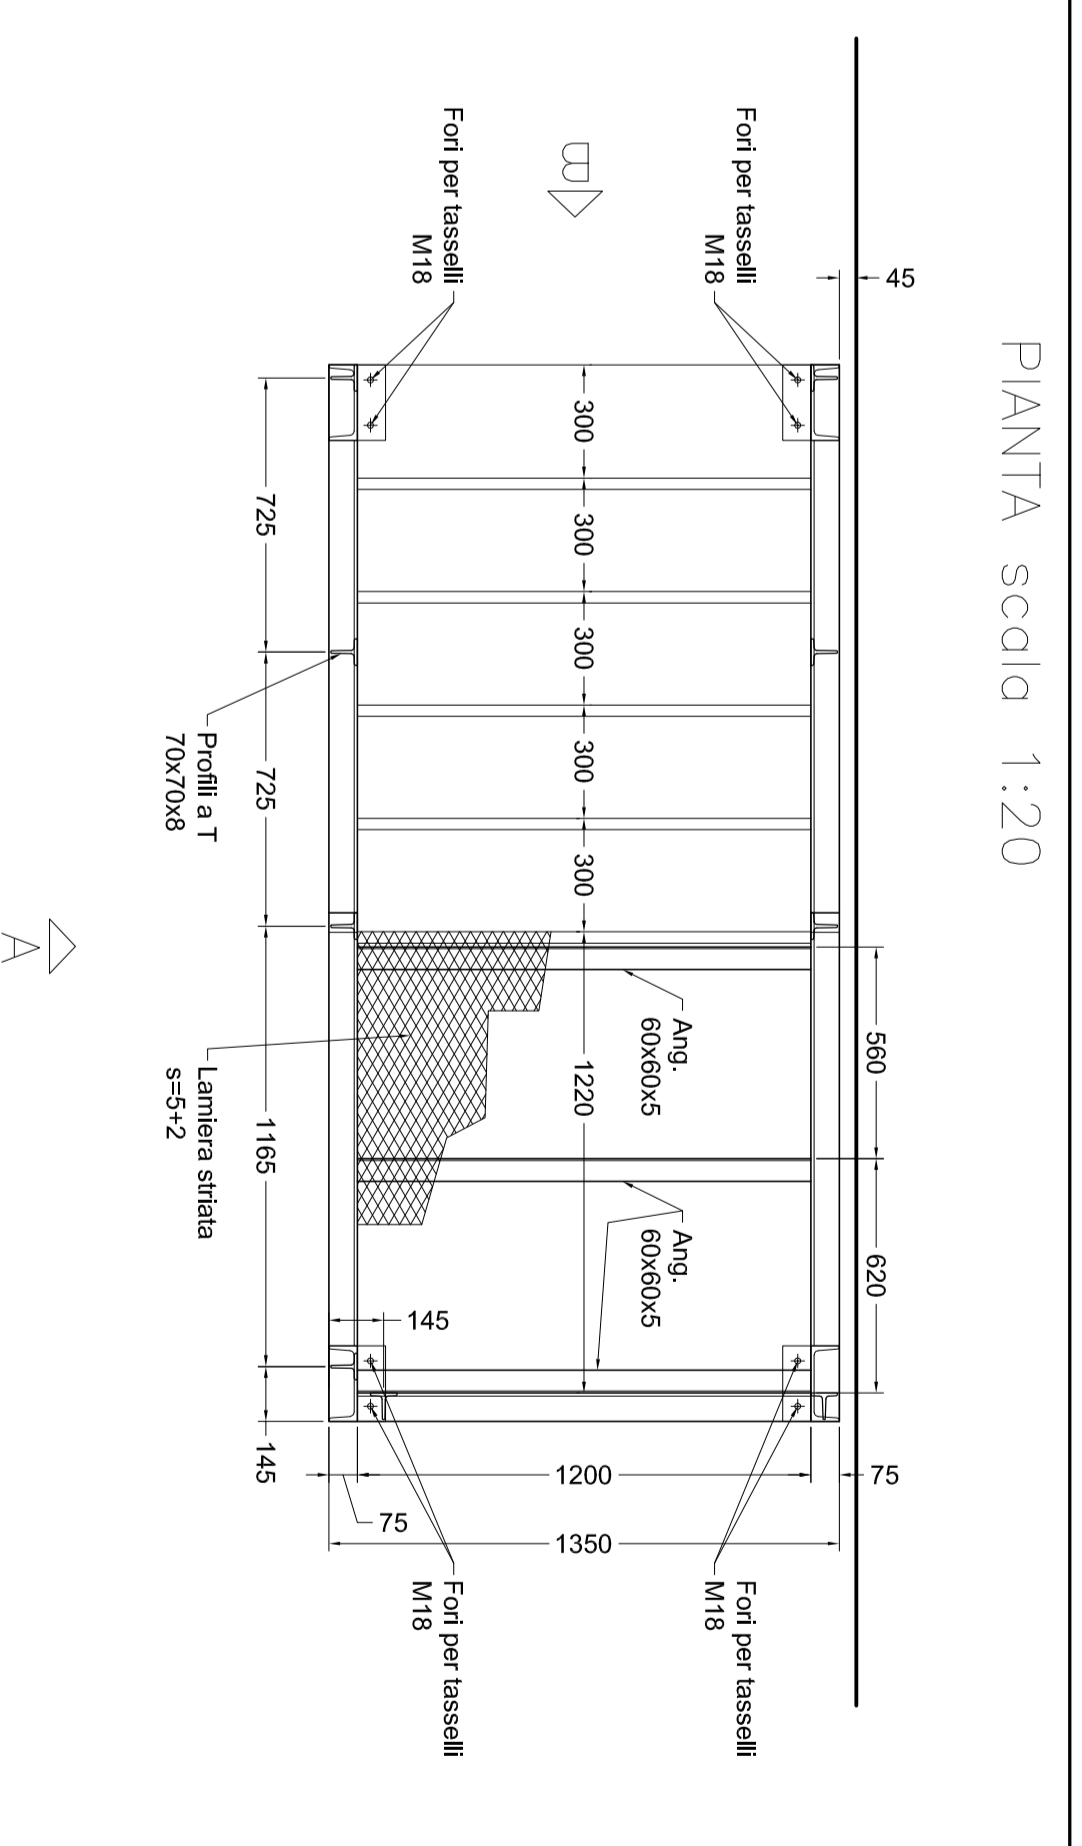 PIANTA scala 1:20
45
Fori per tasselli
M18
Fori per tasselli
M18
B
300
300
300
300
300
1220
560
620
Ang.
60x60x5
Ang.
60x60x5
725
725
1165
145
145
Profili a T
70x70x8
Lamiera striata
s=5+2
A
75
1200
75
1350
Fori per tasselli
M18
Fori per tasselli
M18